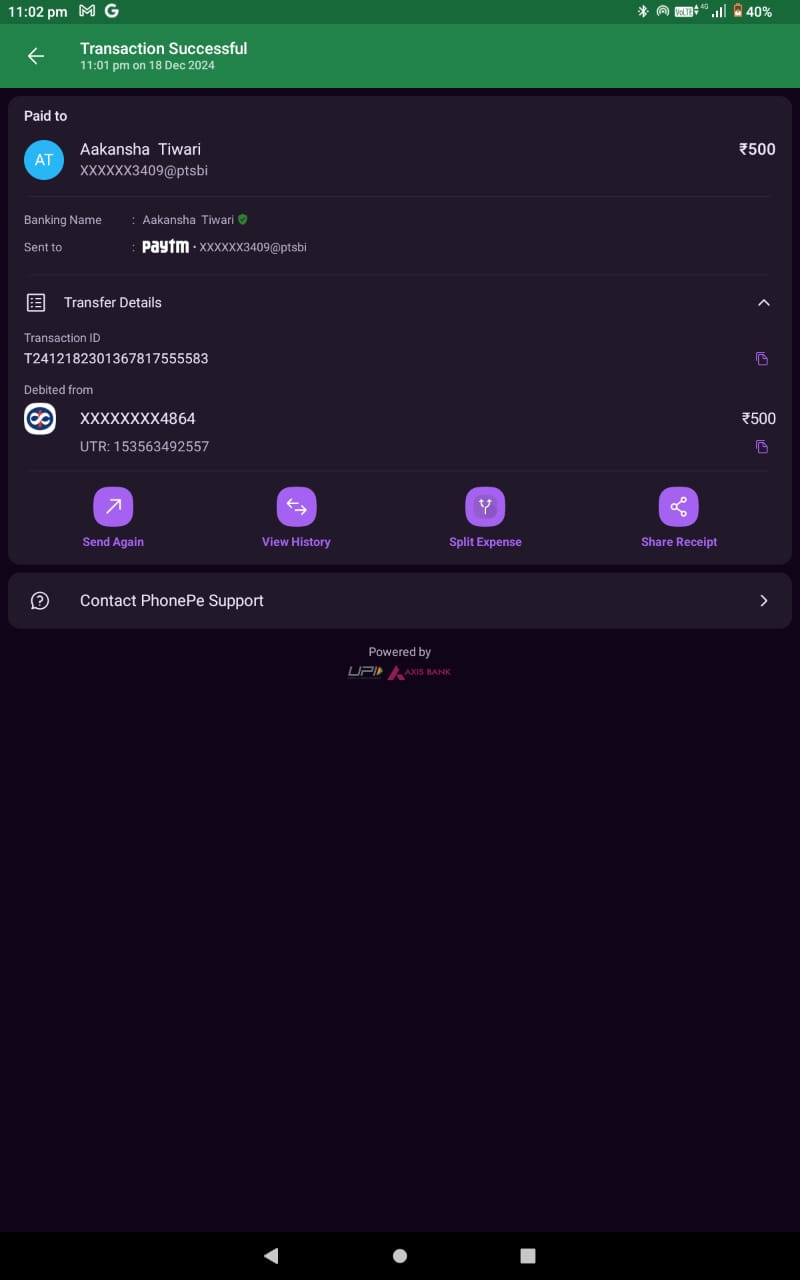 11:02 pm
4G
VoLTE
40%
Transaction Successful
11:01 pm on 18 Dec 2024
Paid to
AT
Aakansha  Tiwari
₹500
XXXXXX3409@ptsbi
Banking Name : Aakansha  Tiwari
Sent to : paytm • XXXXXX3409@ptsbi
Transfer Details
Transaction ID
T2412182301367817555583
Debited from
XXXXXXXX4864
₹500
UTR: 153563492557
Send Again
View History
Split Expense
Share Receipt
Contact PhonePe Support
Powered by
UPI AXIS BANK